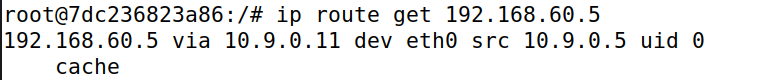 root@7dc236823a86:/# ip route get 192.168.60.5
192.168.60.5 via 10.9.0.11 dev eth0 src 10.9.0.5 uid 0
    cache